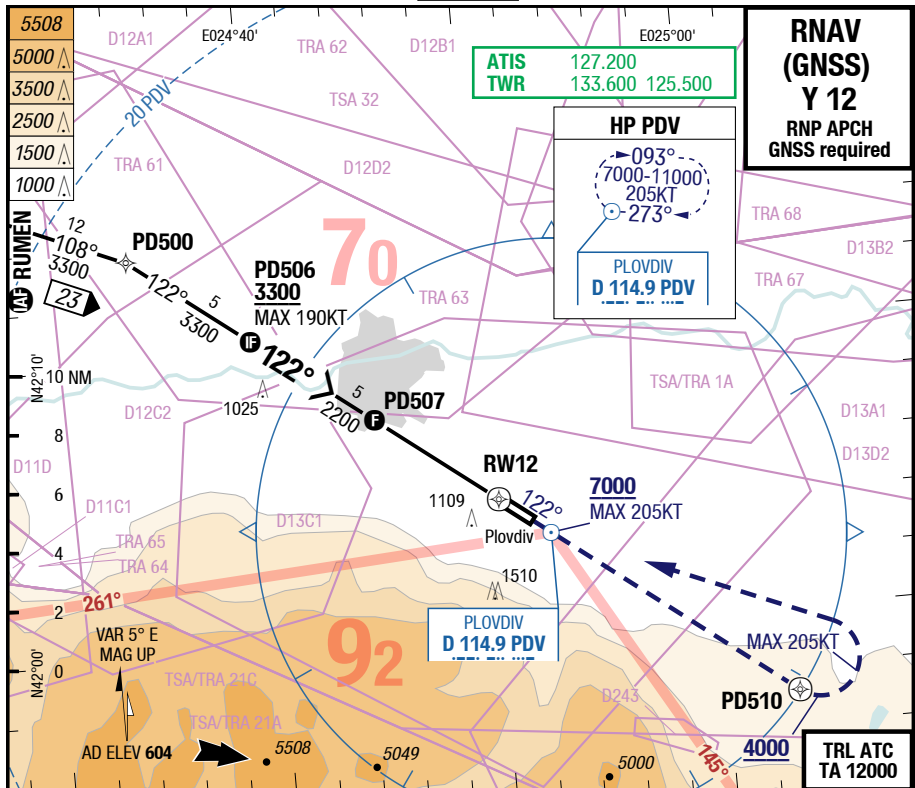 5508
5000
3500
2500
1500
1000
D12A1
E024°40'
TRA 62
D12B1
E025°00'
20 PDV
TSA 32
TRA 61
D12D2
ATIS 127.200
TWR 133.600 125.500
RNAV
(GNSS)
Y 12
RNP APCH
GNSS required
HP PDV
093°
7000-11000
205KT
273°
PLOVDIV
D 114.9 PDV
TRA 68
D13B2
TRA 67
IAF RUMEN
12
108°
3300
23
PD500
122°
5
3300
PD506
3300
MAX 190KT
IF
70
TRA 63
122°
5
2200
PD507
F
N42°10'
10 NM
1025
TSA/TRA 1A
D12C2
D13A1
D13D2
8
D11D
6
D11C1
RW12
1109
122°
7000
MAX 205KT
Plovdiv
D13C1
4
TRA 65
TRA 64
1510
2
261°
VAR 5° E
MAG UP
92
PLOVDIV
D 114.9 PDV
MAX 205KT
N42°00'
0
TSA/TRA 21C
D243
PD510
TSA/TRA 21A
AD ELEV 604
5508
5049
5000
145°
4000
TRL ATC
TA 12000